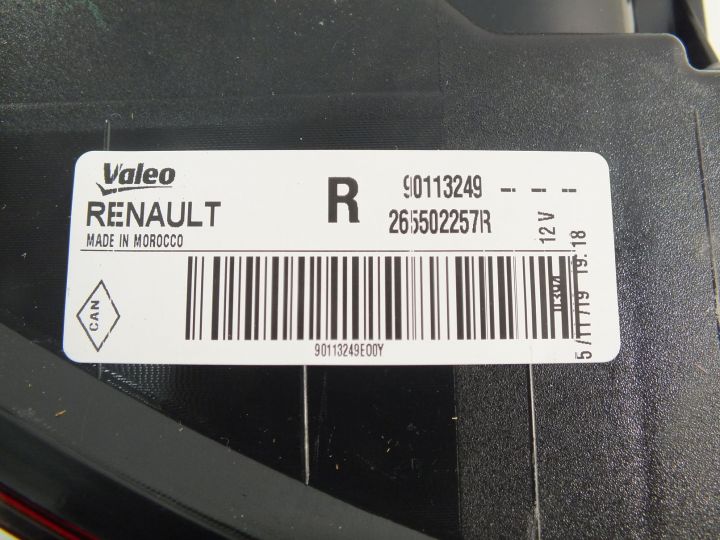 Valeo
RENAULT
MADE IN MOROCCO
R
90113249 - - -
265502257R
12 V
CAN
90113249E00Y
5 /11 /19 19: 18